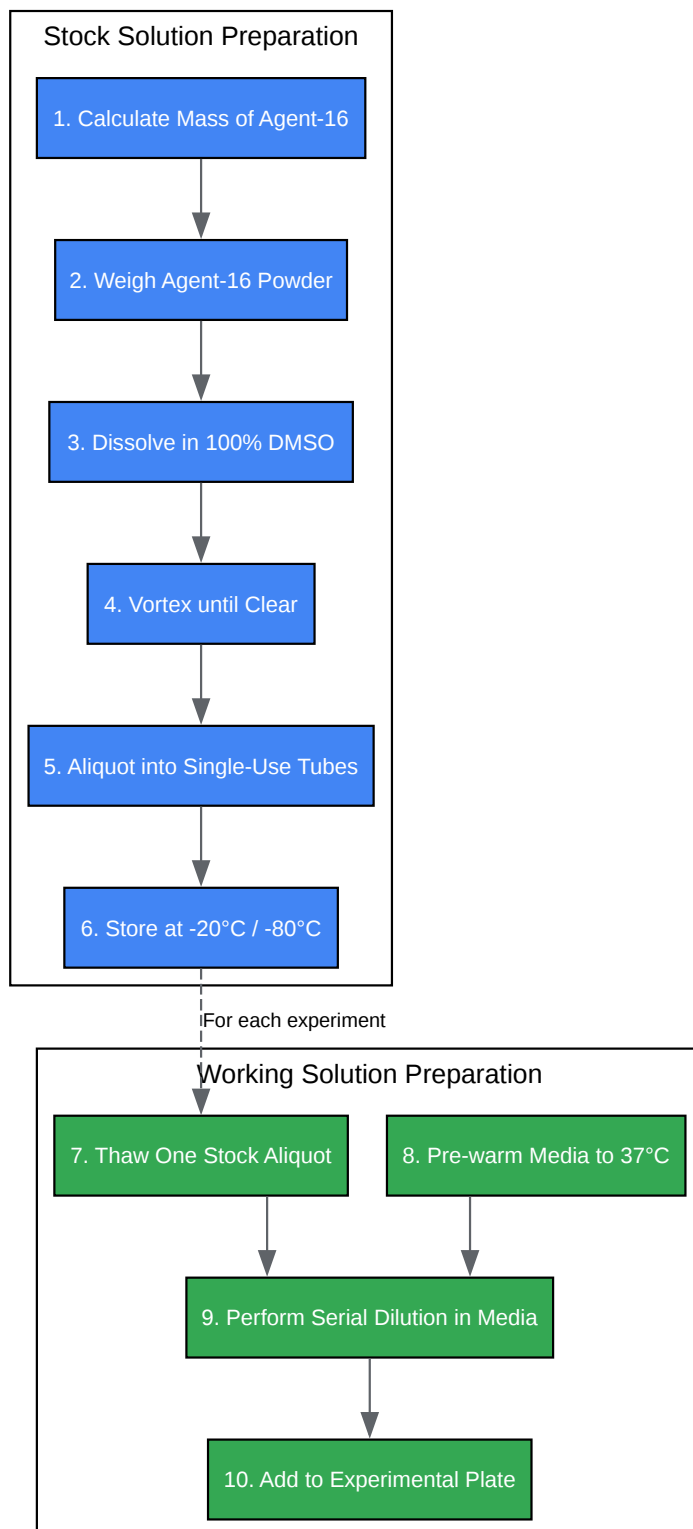 Stock Solution Preparation
1. Calculate Mass of Agent-16
2. Weigh Agent-16 Powder
3. Dissolve in 100% DMSO
4. Vortex until Clear
5. Aliquot into Single-Use Tubes
6. Store at -20°C / -80°C
For each experiment
Working Solution Preparation
7. Thaw One Stock Aliquot
8. Pre-warm Media to 37°C
9. Perform Serial Dilution in Media
10. Add to Experimental Plate